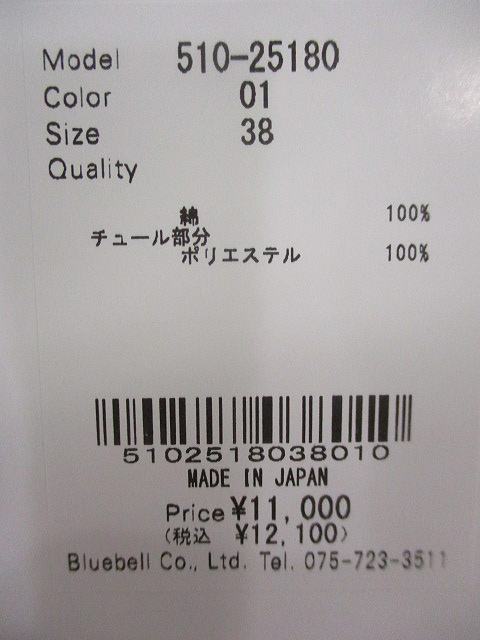 Model 510-25180
Color 01
Size 38
Quality
綿 100%
チュール部分
ポリエステル 100%
5102518038010
MADE IN JAPAN
Price ¥11,000
(税込 ¥12,100)
Bluebell Co., Ltd. Tel. 075-723-3511